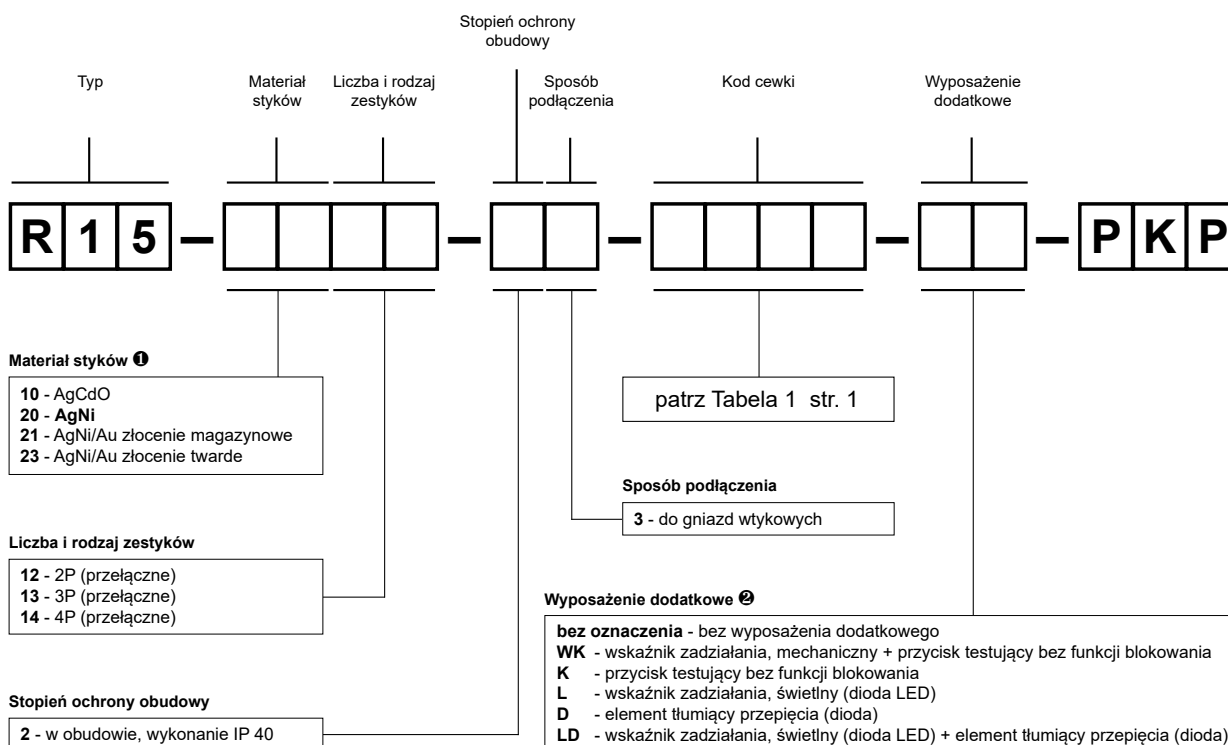 Stopień ochrony
obudowy
Typ
Materiał
styków
Liczba i rodzaj
zestyków
Sposób
podłączenia
Kod cewki
Wyposażenie
dodatkowe
R 1 5 – – – – – P K P
Materiał styków ❶
10 - AgCdO
20 - AgNi
21 - AgNi/Au złocenie magazynowe
23 - AgNi/Au złocenie twarde
patrz Tabela 1 str. 1
Sposób podłączenia
3 - do gniazd wtykowych
Liczba i rodzaj zestyków
12 - 2P (przełączne)
13 - 3P (przełączne)
14 - 4P (przełączne)
Wyposażenie dodatkowe ❷
bez oznaczenia - bez wyposażenia dodatkowego
WK - wskaźnik zadziałania, mechaniczny + przycisk testujący bez funkcji blokowania
K - przycisk testujący bez funkcji blokowania
L - wskaźnik zadziałania, świetlny (dioda LED)
D - element tłumiący przepięcia (dioda)
LD - wskaźnik zadziałania, świetlny (dioda LED) + element tłumiący przepięcia (dioda)
Stopień ochrony obudowy
2 - w obudowie, wykonanie IP 40